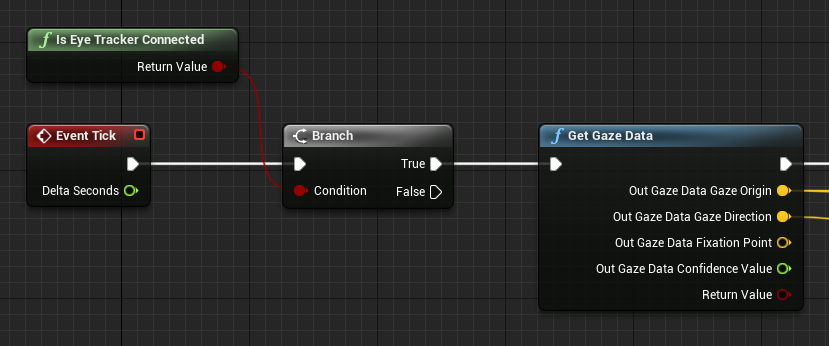 Is Eye Tracker Connected
Return Value
Event Tick
Delta Seconds
Branch
True
Condition
False
Get Gaze Data
Out Gaze Data Gaze Origin
Out Gaze Data Gaze Direction
Out Gaze Data Fixation Point
Out Gaze Data Confidence Value
Return Value